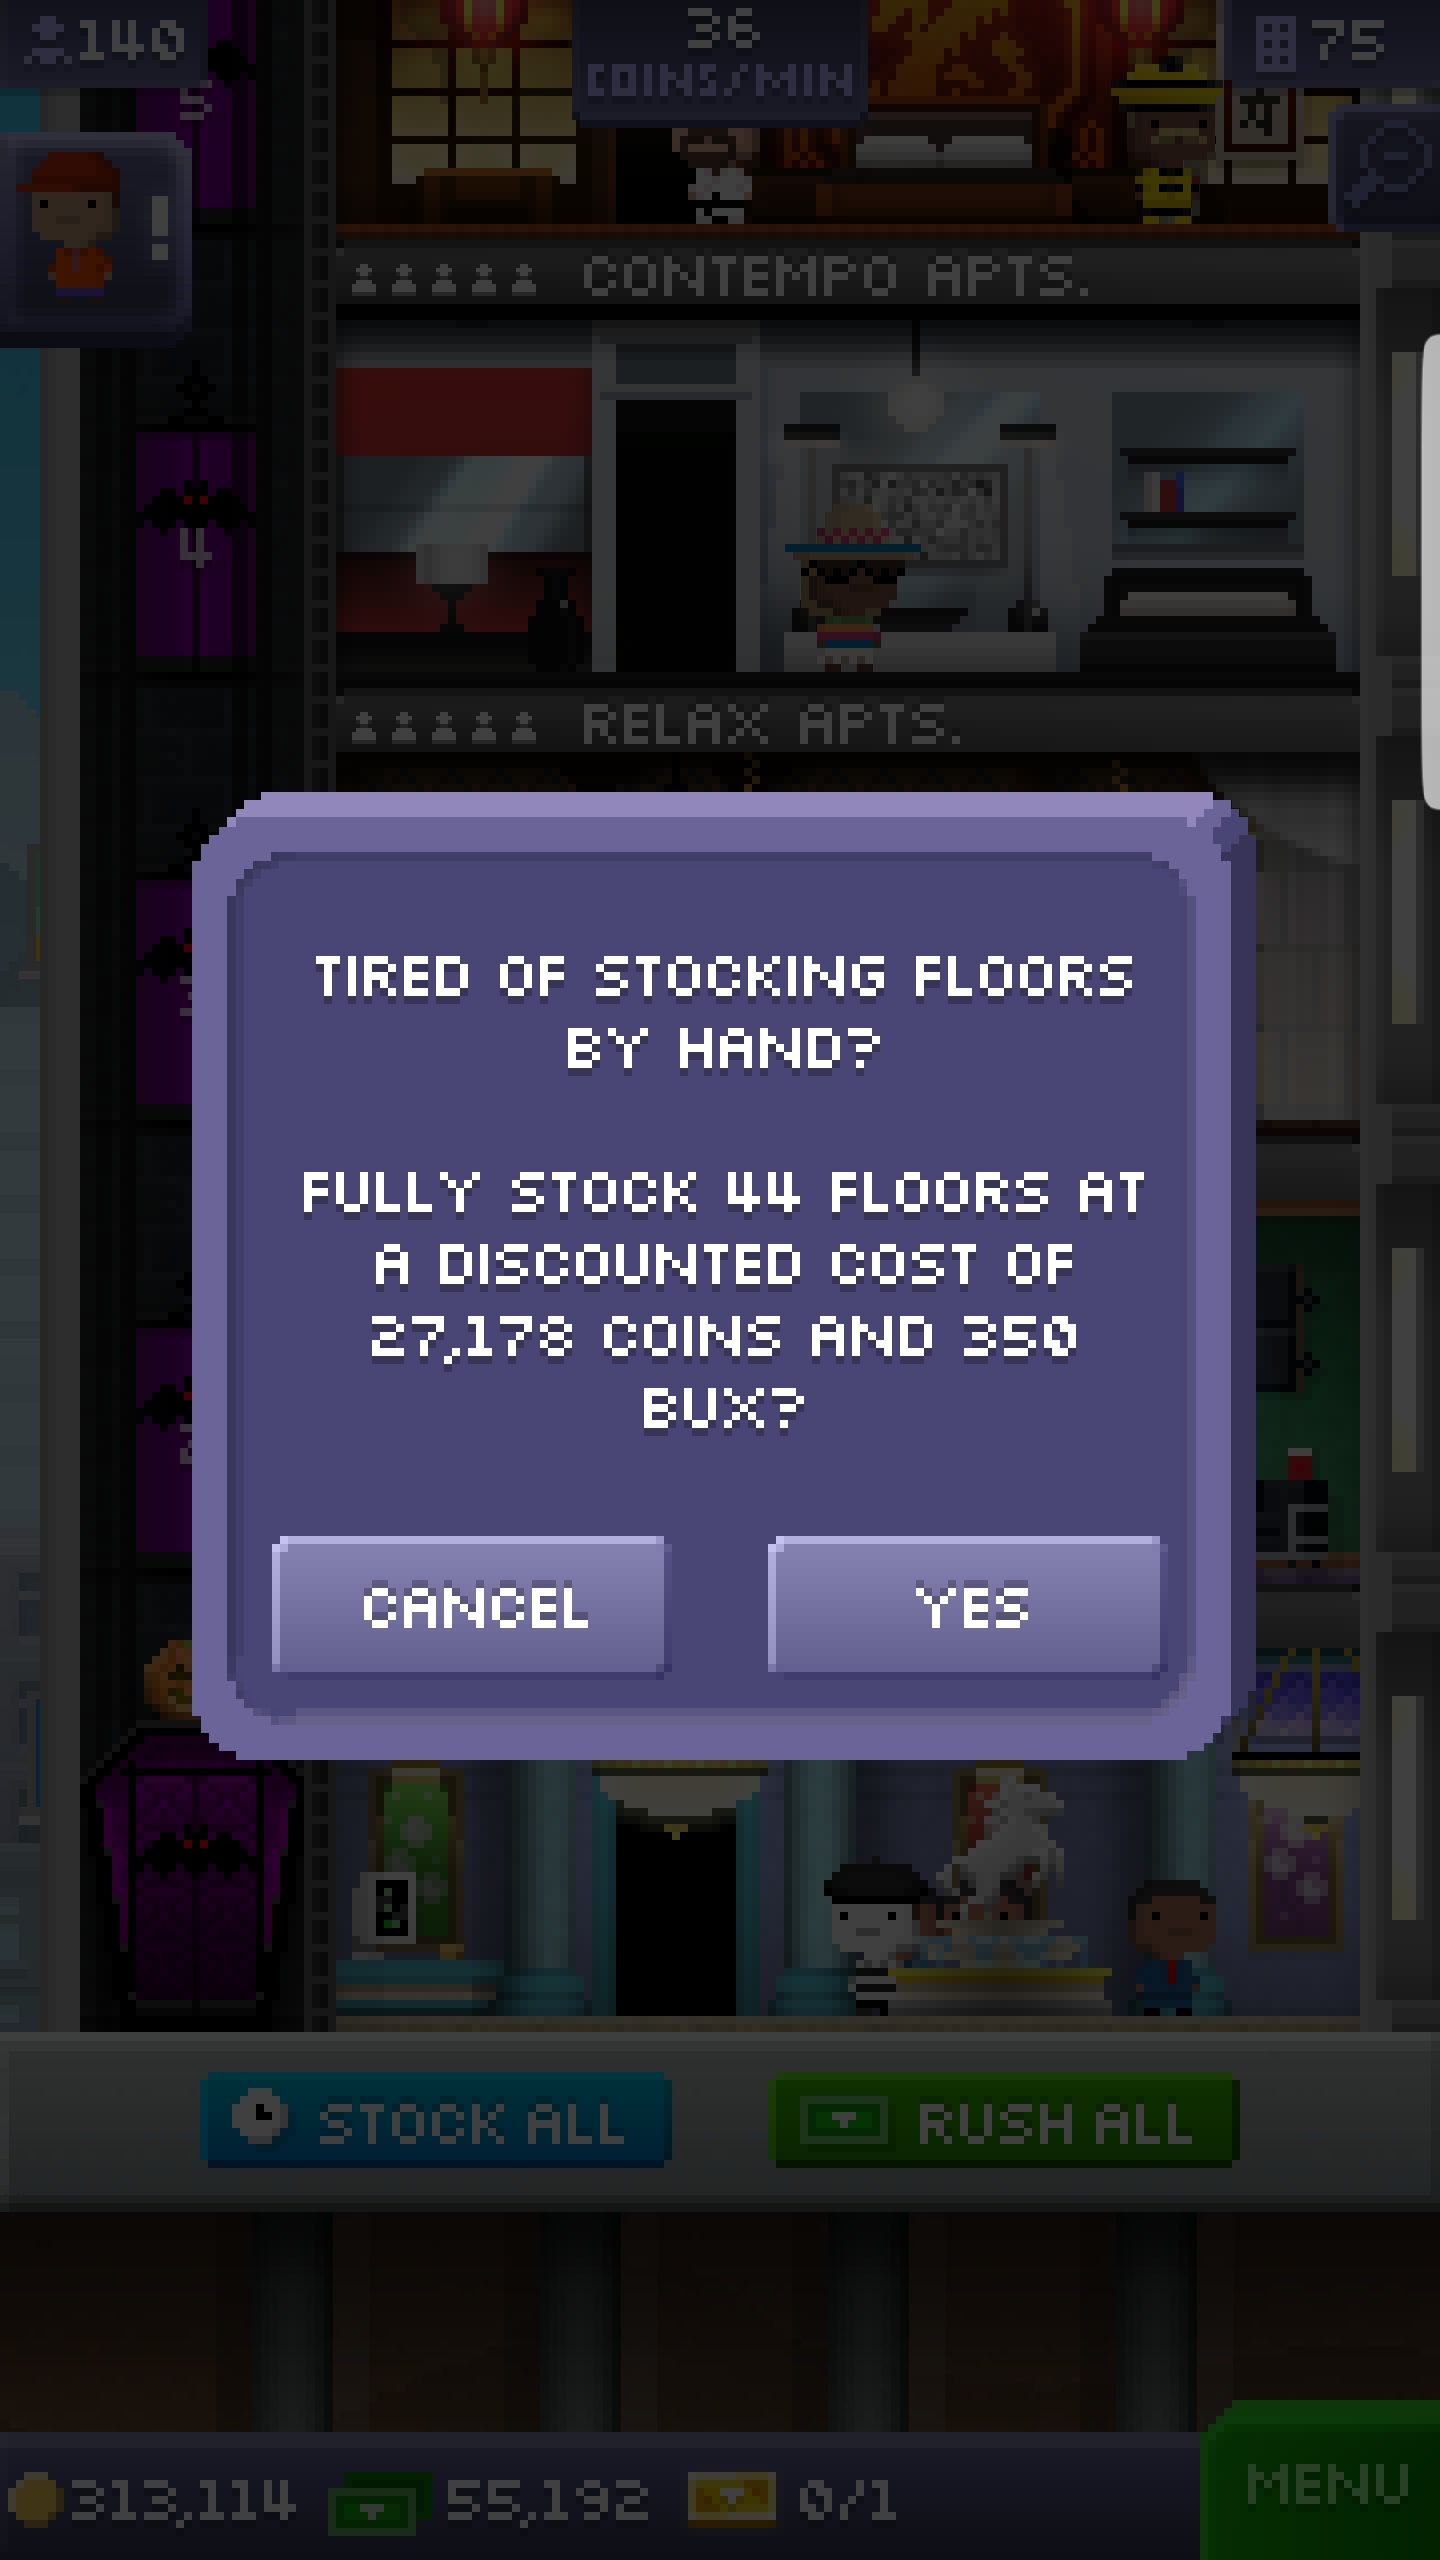 140
36
COINS/MIN
75
5
!
CONTEMPO APTS.
4
RELAX APTS.
TIRED OF STOCKING FLOORS
BY HAND?
FULLY STOCK 44 FLOORS AT
A DISCOUNTED COST OF
27,178 COINS AND 350
BUX?
CANCEL
YES
STOCK ALL
RUSH ALL
313,114
55,192
0/1
MENU